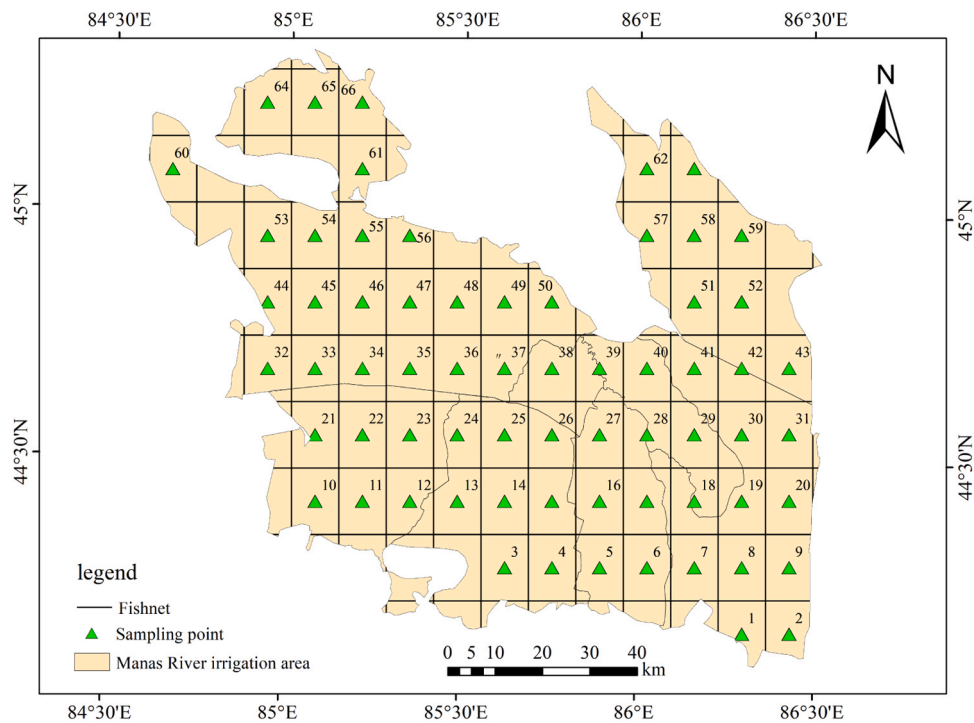 84°30'E 85°E 85°30'E 86°E 86°30'E
N
64 65 66
60 61 62
45°N 45°N
53 54 55 56 57 58 59
44 45 46 47 48 49 50 51 52
32 33 34 35 36 " 37 38 39 40 41 42 43
21 22 23 24 25 26 27 28 29 30 31
44°30'N 44°30'N
10 11 12 13 14 16 18 19 20
3 4 5 6 7 8 9
legend
Fishnet
Sampling point
Manas River irrigation area
1 2
0 5 10 20 30 40
km
84°30'E 85°E 85°30'E 86°E 86°30'E